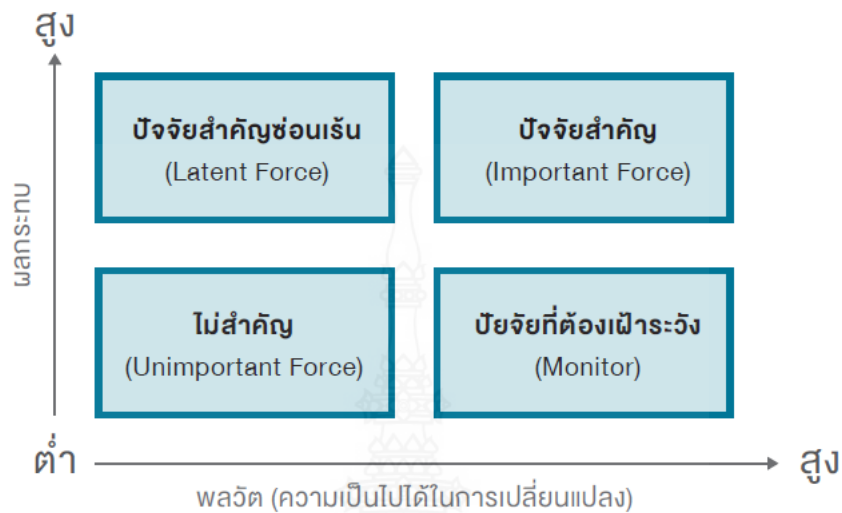 สูง
ปัจจัยสำคัญซ่อนเร้น
(Latent Force)
ปัจจัยสำคัญ
(Important Force)
ผลกระทบ
ไม่สำคัญ
(Unimportant Force)
ปัยจัยที่ต้องเฝ้าระวัง
(Monitor)
ต่ำ
สูง
พลวัต (ความเป็นไปได้ในการเปลี่ยนแปลง)